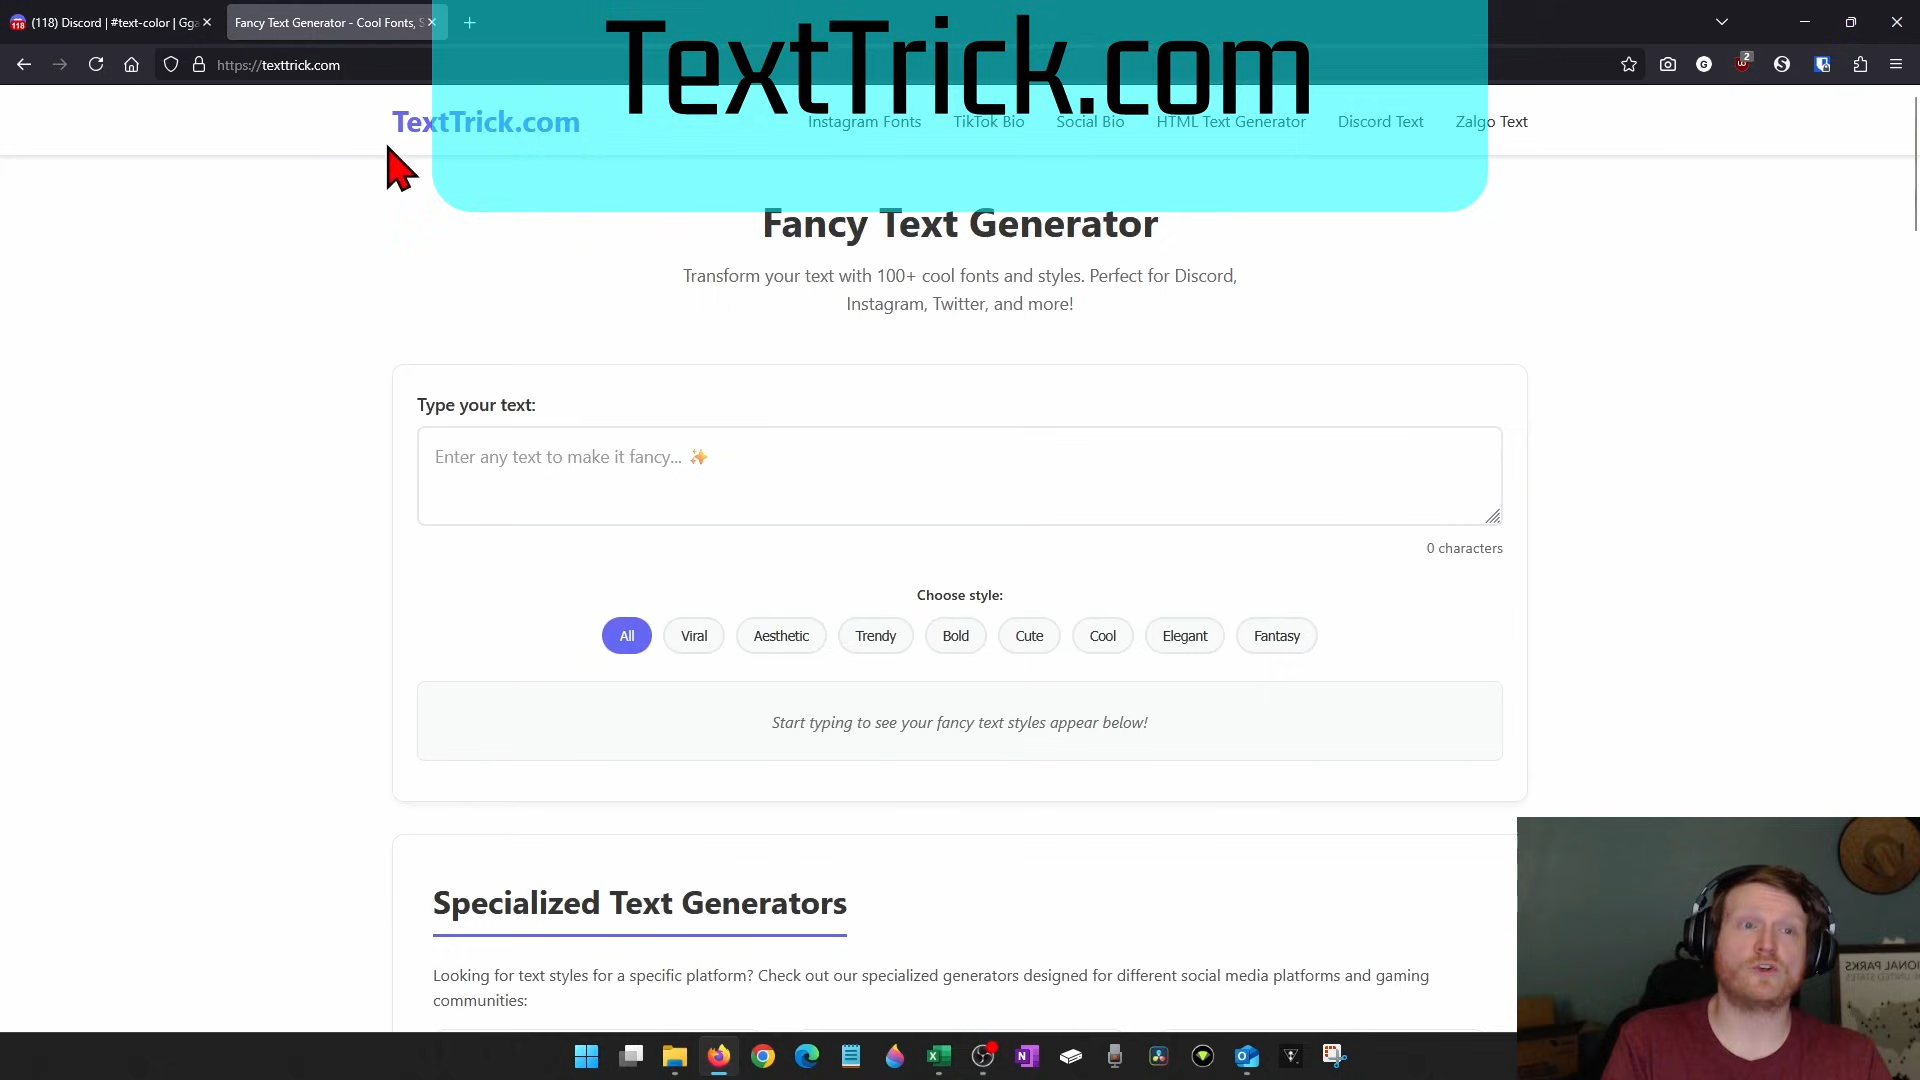 (118) Discord | #text-color | Gga
Fancy Text Generator - Cool Fonts, S
https://texttrick.com
2
TextTrick.com
TextTrick.com
Instagram Fonts
TikTok Bio
Social Bio
HTML Text Generator
Discord Text
Zalgo Text
Fancy Text Generator
Transform your text with 100+ cool fonts and styles. Perfect for Discord,
Instagram, Twitter, and more!
Type your text:
Enter any text to make it fancy... ✨
0 characters
Choose style:
All
Viral
Aesthetic
Trendy
Bold
Cute
Cool
Elegant
Fantasy
Start typing to see your fancy text styles appear below!
Specialized Text Generators
Looking for text styles for a specific platform? Check out our specialized generators designed for different social media platforms and gaming
communities: